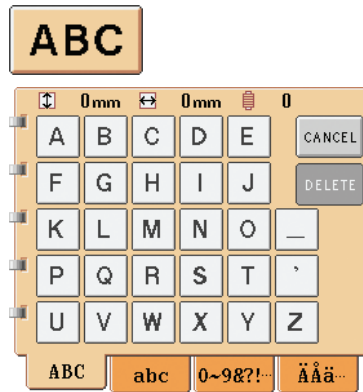 ABC
0mm 0mm 0
A B C D E CANCEL
F G H I J DELETE
K L M N O _
P Q R S T ’
U V W X Y Z
ABC abc 0~9&?!··· ÄÅä···